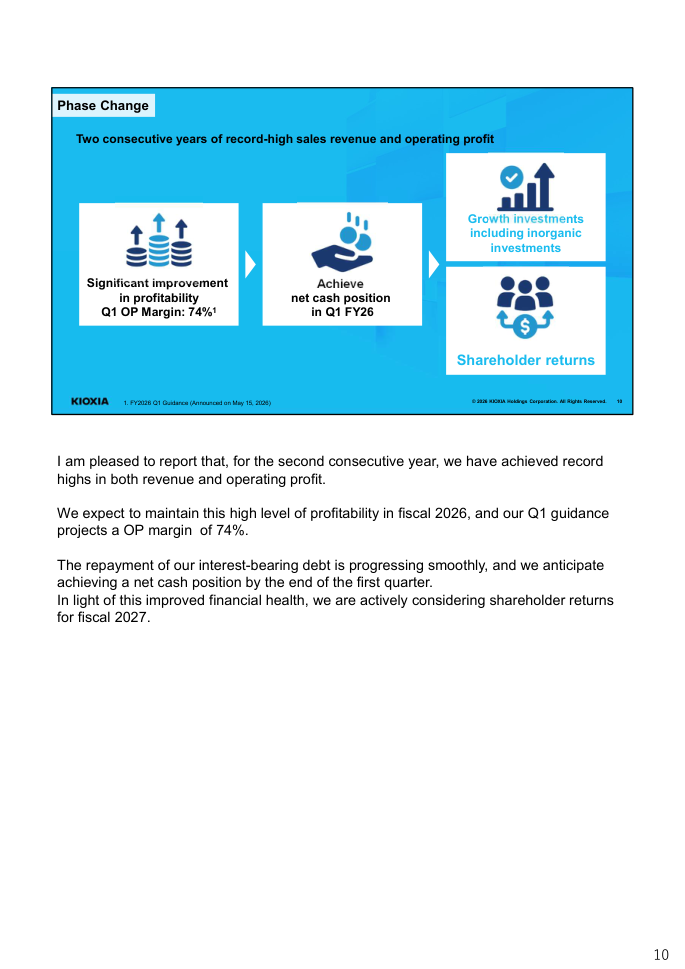 Phase Change
Two consecutive years of record-high sales revenue and operating profit
Significant improvement
in profitability
Q1 OP Margin: 74%¹
Achieve
net cash position
in Q1 FY26
Growth investments
including inorganic
investments
$
Shareholder returns
KIOXIA
1. FY2026 Q1 Guidance (Announced on May 15, 2026)
© 2026 KIOXIA Holdings Corporation. All Rights Reserved.
10
I am pleased to report that, for the second consecutive year, we have achieved record
highs in both revenue and operating profit.
We expect to maintain this high level of profitability in fiscal 2026, and our Q1 guidance
projects a OP margin  of 74%.
The repayment of our interest-bearing debt is progressing smoothly, and we anticipate
achieving a net cash position by the end of the first quarter.
In light of this improved financial health, we are actively considering shareholder returns
for fiscal 2027.
10